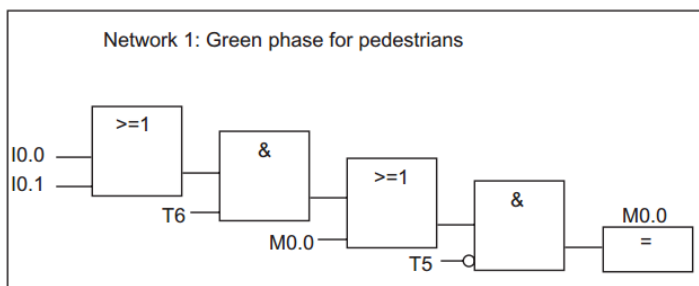 Network 1: Green phase for pedestrians
>=1
I0.0
I0.1
&
T6
>=1
M0.0
&
T5
M0.0
=